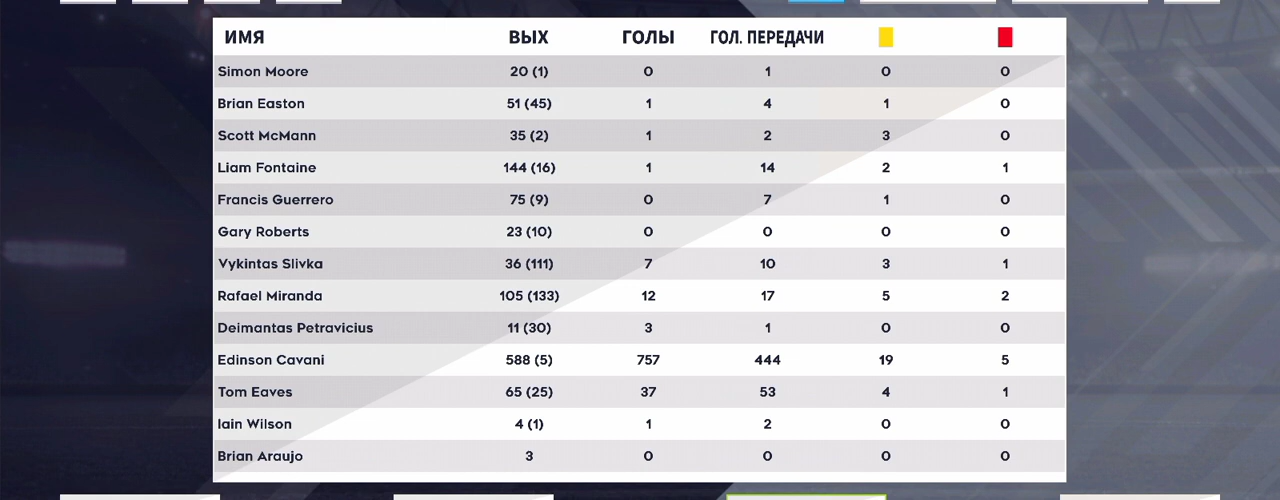 ИМЯ ВЫХ ГОЛЫ ГОЛ. ПЕРЕДАЧИ
Simon Moore 20 (1) 0 1 0 0
Brian Easton 51 (45) 1 4 1 0
Scott McMann 35 (2) 1 2 3 0
Liam Fontaine 144 (16) 1 14 2 1
Francis Guerrero 75 (9) 0 7 1 0
Gary Roberts 23 (10) 0 0 0 0
Vykintas Slivka 36 (111) 7 10 3 1
Rafael Miranda 105 (133) 12 17 5 2
Deimantas Petravicius 11 (30) 3 1 0 0
Edinson Cavani 588 (5) 757 444 19 5
Tom Eaves 65 (25) 37 53 4 1
Iain Wilson 4 (1) 1 2 0 0
Brian Araujo 3 0 0 0 0